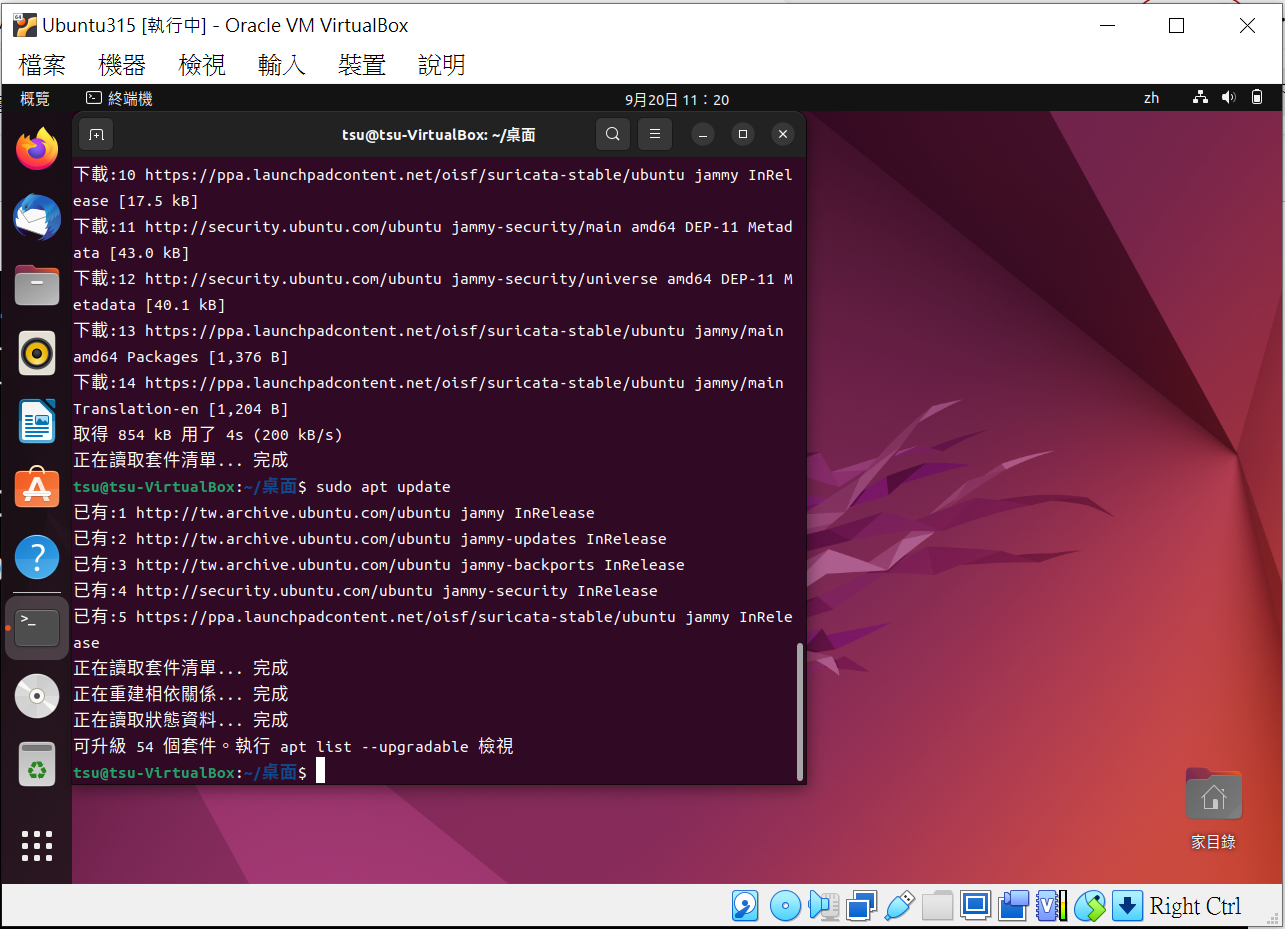 Ubuntu315 [執行中] - Oracle VM VirtualBox
檔案 機器 檢視 輸入 裝置 說明
概覽 終端機 9月20日 11：20 zh
tsu@tsu-VirtualBox: ~/桌面
下載:10 https://ppa.launchpadcontent.net/oisf/suricata-stable/ubuntu jammy InRel
ease [17.5 kB]
下載:11 http://security.ubuntu.com/ubuntu jammy-security/main amd64 DEP-11 Metad
ata [43.0 kB]
下載:12 http://security.ubuntu.com/ubuntu jammy-security/universe amd64 DEP-11 M
etadata [40.1 kB]
下載:13 https://ppa.launchpadcontent.net/oisf/suricata-stable/ubuntu jammy/main
amd64 Packages [1,376 B]
下載:14 https://ppa.launchpadcontent.net/oisf/suricata-stable/ubuntu jammy/main
Translation-en [1,204 B]
取得 854 kB 用了 4s (200 kB/s)
正在讀取套件清單... 完成
tsu@tsu-VirtualBox:~/桌面$ sudo apt update
已有:1 http://tw.archive.ubuntu.com/ubuntu jammy InRelease
已有:2 http://tw.archive.ubuntu.com/ubuntu jammy-updates InRelease
已有:3 http://tw.archive.ubuntu.com/ubuntu jammy-backports InRelease
已有:4 http://security.ubuntu.com/ubuntu jammy-security InRelease
已有:5 https://ppa.launchpadcontent.net/oisf/suricata-stable/ubuntu jammy InRele
ase
正在讀取套件清單... 完成
正在重建相依關係... 完成
正在讀取狀態資料... 完成
可升級 54 個套件。執行 apt list --upgradable 檢視
tsu@tsu-VirtualBox:~/桌面$
家目錄
Right Ctrl